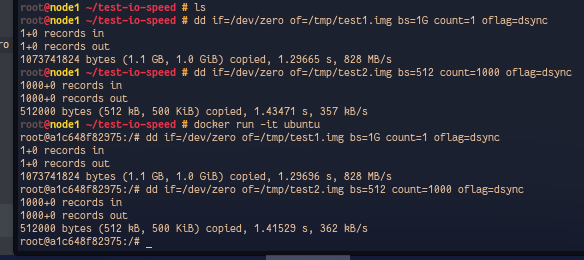 root@node1 ~/test-io-speed # ls
root@node1 ~/test-io-speed # dd if=/dev/zero of=/tmp/test1.img bs=1G count=1 oflag=dsync
1+0 records in
1+0 records out
1073741824 bytes (1.1 GB, 1.0 GiB) copied, 1.29665 s, 828 MB/s
root@node1 ~/test-io-speed # dd if=/dev/zero of=/tmp/test2.img bs=512 count=1000 oflag=dsync
1000+0 records in
1000+0 records out
512000 bytes (512 kB, 500 KiB) copied, 1.43471 s, 357 kB/s
root@node1 ~/test-io-speed # docker run -it ubuntu
root@a1c648f82975:/# dd if=/dev/zero of=/tmp/test1.img bs=1G count=1 oflag=dsync
1+0 records in
1+0 records out
1073741824 bytes (1.1 GB, 1.0 GiB) copied, 1.29696 s, 828 MB/s
root@a1c648f82975:/# dd if=/dev/zero of=/tmp/test2.img bs=512 count=1000 oflag=dsync
1000+0 records in
1000+0 records out
512000 bytes (512 kB, 500 KiB) copied, 1.41529 s, 362 kB/s
root@a1c648f82975:/# _